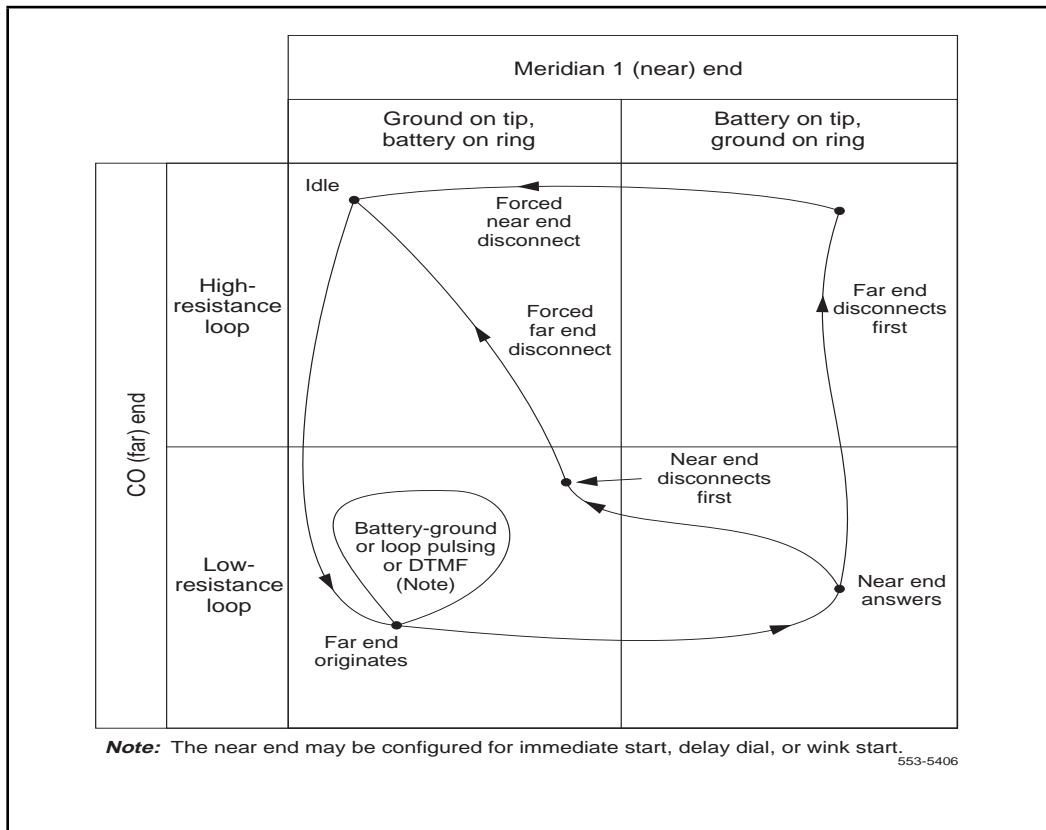 Meridian 1 (near) end
Ground on tip,
battery on ring
Battery on tip,
ground on ring
CO (far) end
High-
resistance
loop
Idle
Forced
near end
disconnect
Forced
far end
disconnect
Far end
disconnects
first
Low-
resistance
loop
Battery-ground
or loop pulsing
or DTMF
(Note)
Near end
disconnects
first
Near end
answers
Far end
originates
Note: The near end may be configured for immediate start, delay dial, or wink start.
553-5406